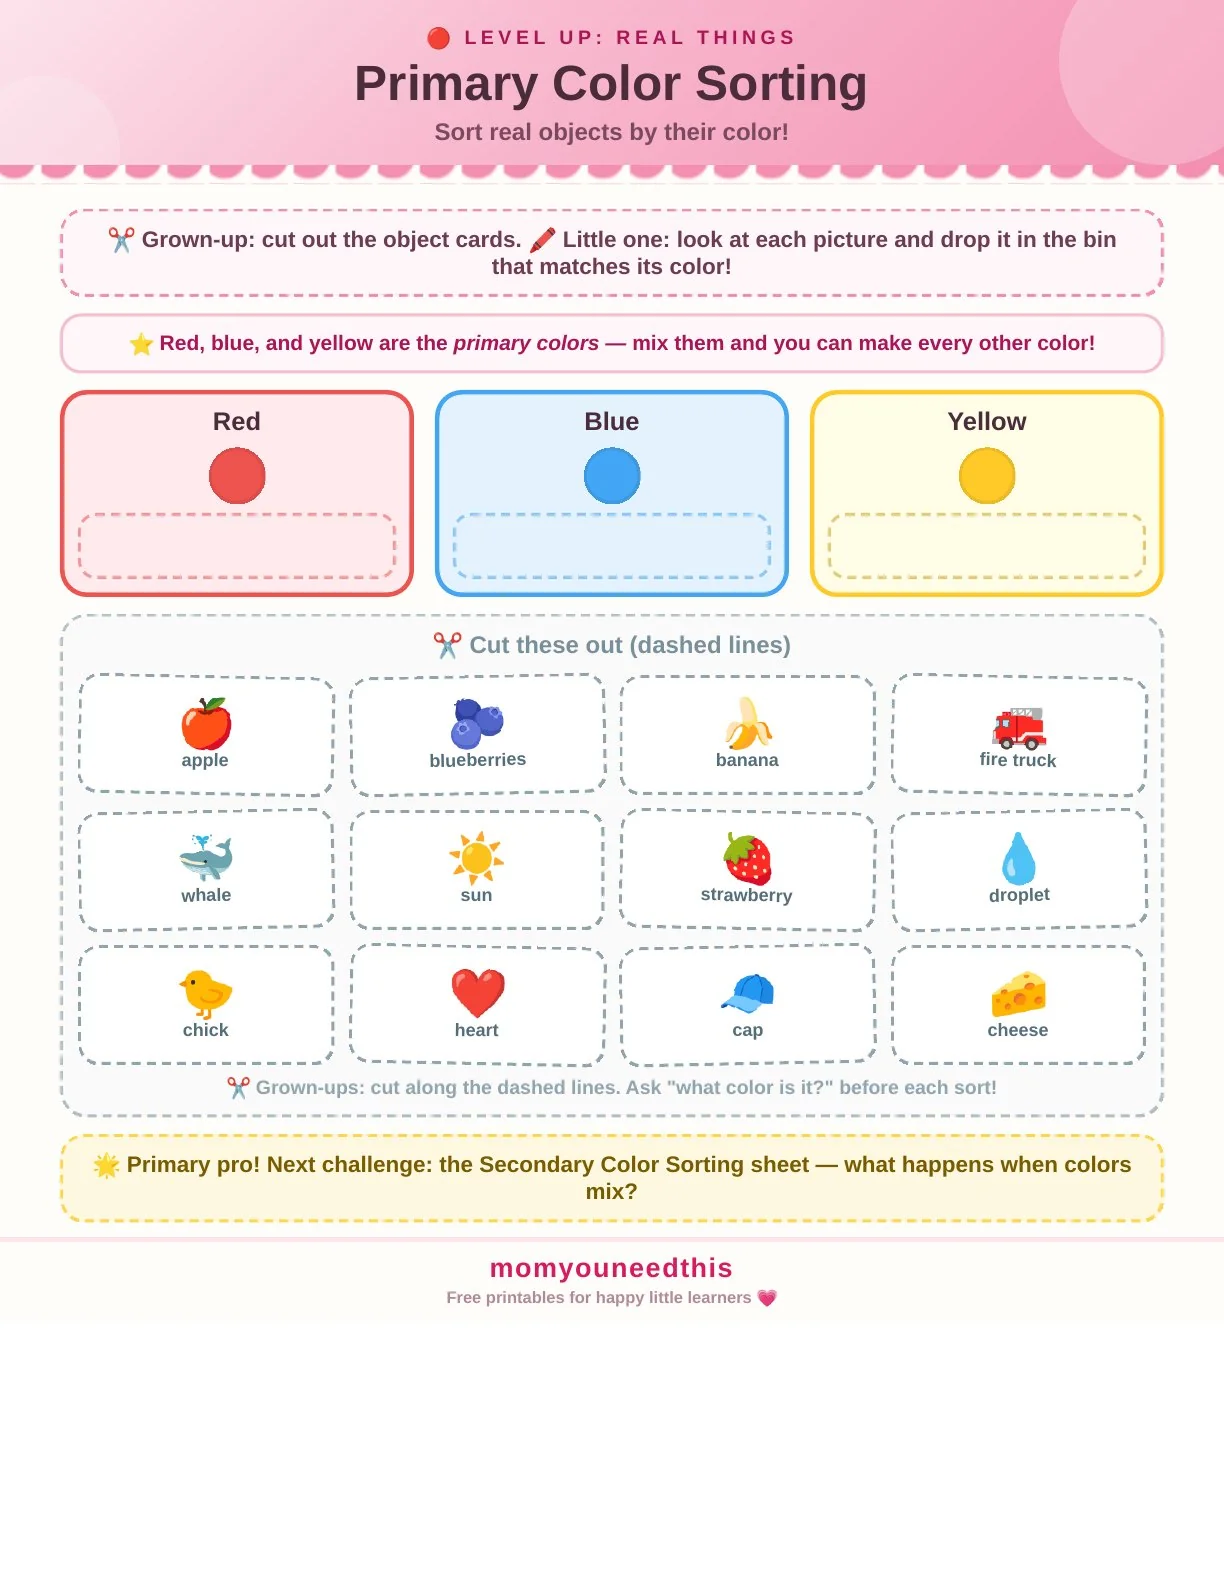 🔴 LEVEL UP: REAL THINGS
Primary Color Sorting
Sort real objects by their color!
✂️ Grown-up: cut out the object cards. 🖍️ Little one: look at each picture and drop it in the bin
that matches its color!
⭐ Red, blue, and yellow are the primary colors — mix them and you can make every other color!
Red
Blue
Yellow
✂️ Cut these out (dashed lines)
apple
blueberries
banana
fire truck
whale
sun
strawberry
droplet
chick
heart
cap
cheese
✂️ Grown-ups: cut along the dashed lines. Ask "what color is it?" before each sort!
🌟 Primary pro! Next challenge: the Secondary Color Sorting sheet — what happens when colors
mix?
momyouneedthis
Free printables for happy little learners 💗